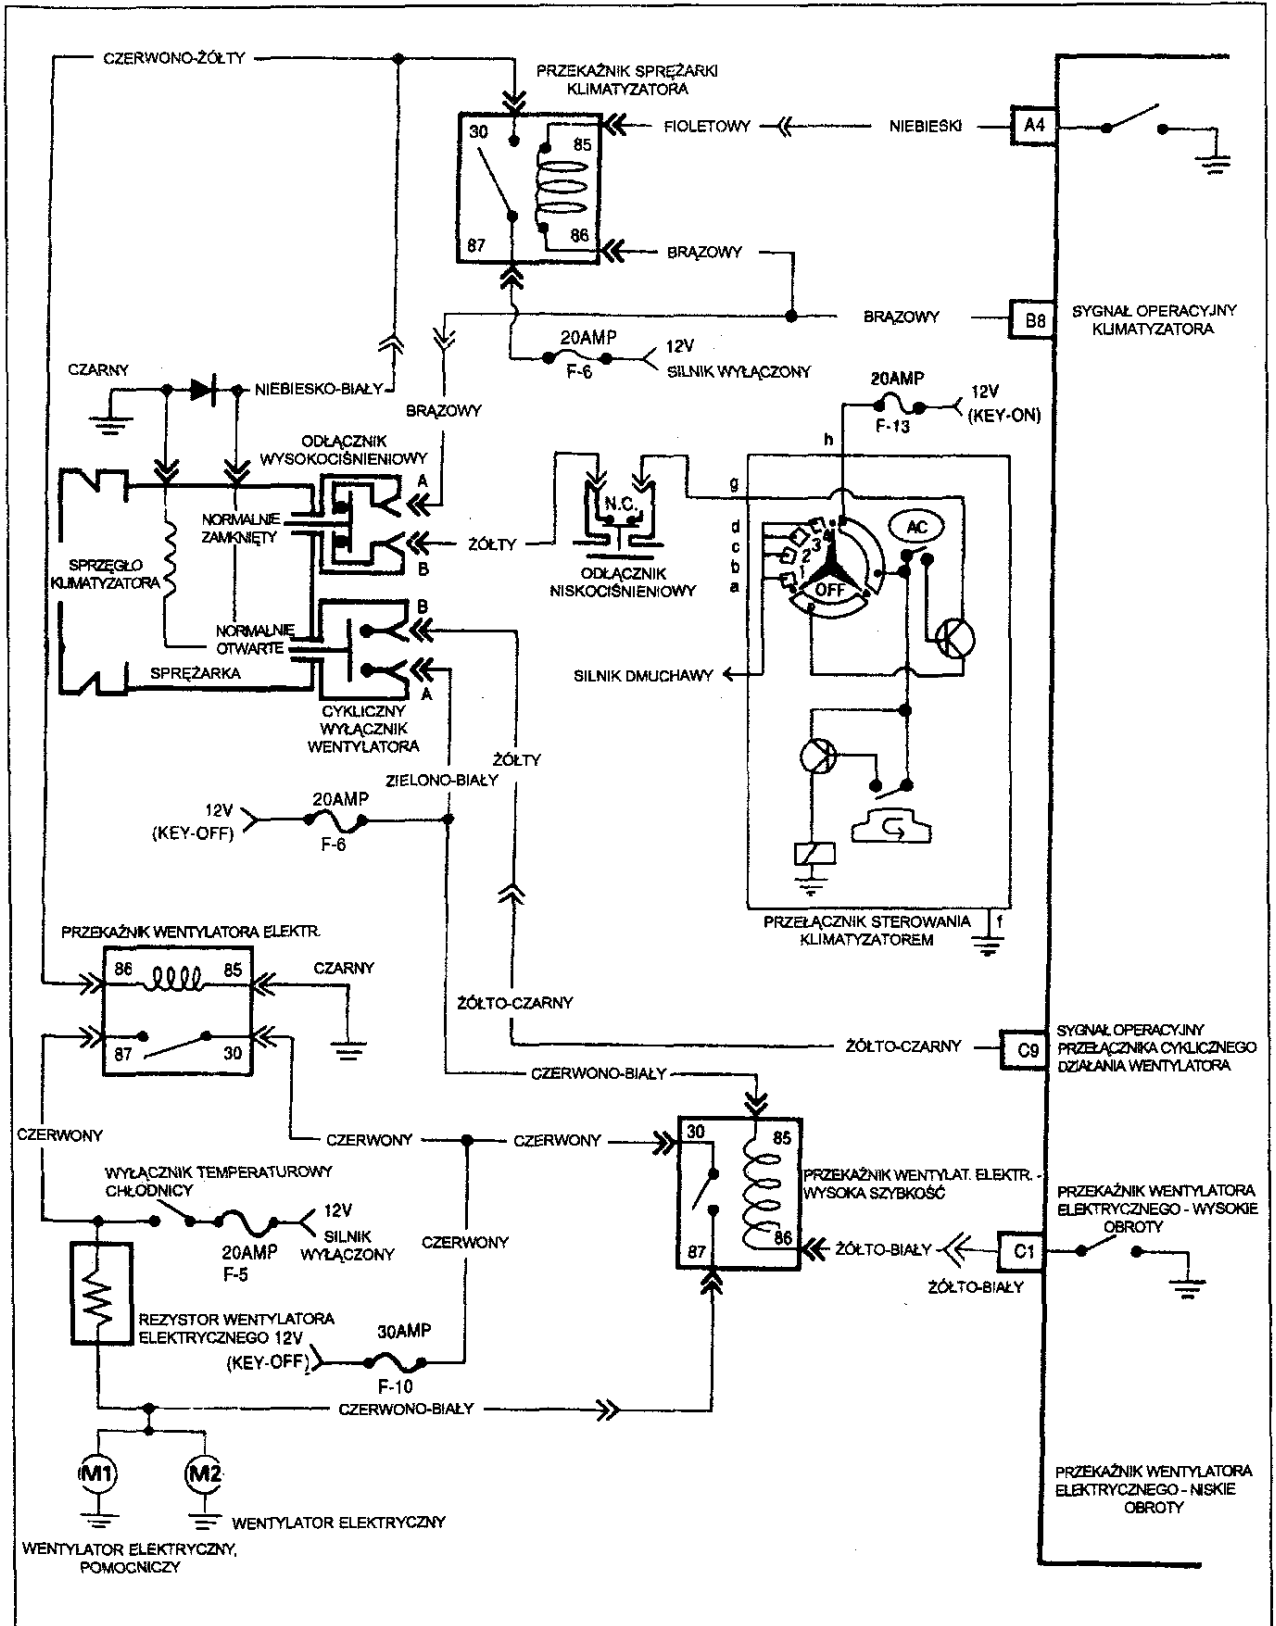 CZERWONO-ŻÓŁTY
PRZEKAŹNIK SPRĘŻARKI
KLIMATYZATORA
30
85
87
86
FIOLETOWY
NIEBIESKI
A4
BRĄZOWY
BRĄZOWY
B8
SYGNAŁ OPERACYJNY
KLIMATYZATORA
20AMP
F-6
12V
SILNIK WYŁĄCZONY
CZARNY
NIEBIESKO-BIAŁY
BRĄZOWY
20AMP
F-13
12V
(KEY-ON)
h
ODŁĄCZNIK
WYSOKOCIŚNIENIOWY
A
B
NORMALNIE
ZAMKNIĘTY
ŻÓŁTY
N.C.
ODŁĄCZNIK
NISKOCIŚNIENIOWY
g
d
c
b
a
4
3
2
1
OFF
AC
SPRZĘGŁO
KLIMATYZATORA
NORMALNIE
OTWARTE
B
A
SPRĘŻARKA
SILNIK DMUCHAWY
CYKLICZNY
WYŁĄCZNIK
WENTYLATORA
ŻÓŁTY
ZIELONO-BIAŁY
12V
(KEY-OFF)
20AMP
F-6
PRZEŁĄCZNIK STEROWANIA
KLIMATYZATOREM
f
PRZEKAŹNIK WENTYLATORA ELEKTR.
86
85
87
30
CZARNY
ŻÓŁTO-CZARNY
ŻÓŁTO-CZARNY
C9
SYGNAŁ OPERACYJNY
PRZEŁĄCZNIKA CYKLICZNEGO
DZIAŁANIA WENTYLATORA
CZERWONO-BIAŁY
CZERWONY
CZERWONY
CZERWONY
30
85
87
86
PRZEKAŹNIK WENTYLAT. ELEKTR. -
WYSOKA SZYBKOŚĆ
WYŁĄCZNIK TEMPERATUROWY
CHŁODNICY
20AMP
F-5
12V
SILNIK
WYŁĄCZONY
CZERWONY
ŻÓŁTO-BIAŁY
ŻÓŁTO-BIAŁY
C1
PRZEKAŹNIK WENTYLATORA
ELEKTRYCZNEGO - WYSOKIE
OBROTY
REZYSTOR WENTYLATORA
ELEKTRYCZNEGO
12V
(KEY-OFF)
30AMP
F-10
CZERWONO-BIAŁY
M1
M2
WENTYLATOR ELEKTRYCZNY
WENTYLATOR ELEKTRYCZNY,
POMOCNICZY
PRZEKAŹNIK WENTYLATORA
ELEKTRYCZNEGO - NISKIE
OBROTY